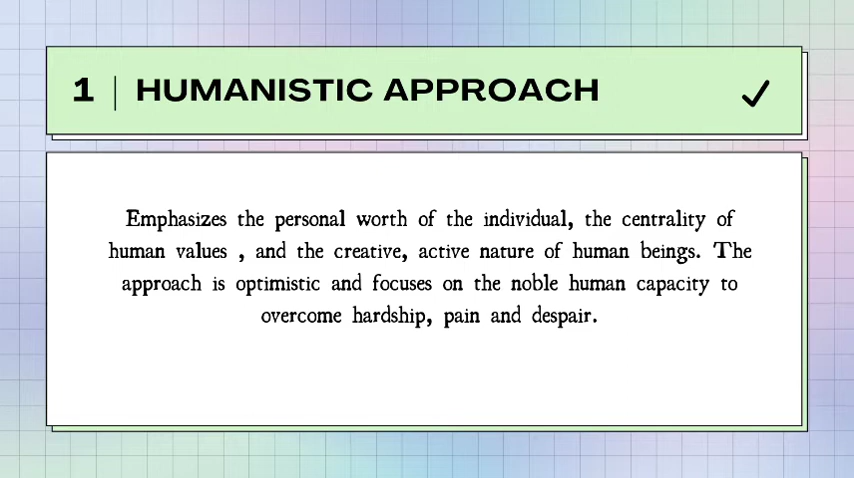 1 | HUMANISTIC APPROACH ✓
Emphasizes the personal worth of the individual, the centrality of
human values , and the creative, active nature of human beings. The
approach is optimistic and focuses on the noble human capacity to
overcome hardship, pain and despair.